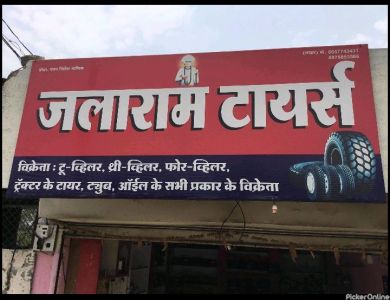 जलाराम टायर्स
विक्रेता : टू-व्हिलर, थ्री-व्हिलर, फोर-व्हिलर,
ट्रॅक्टर के टायर, ट्युब, ऑईल के सभी प्रकार के विक्रेता
PickerOnline